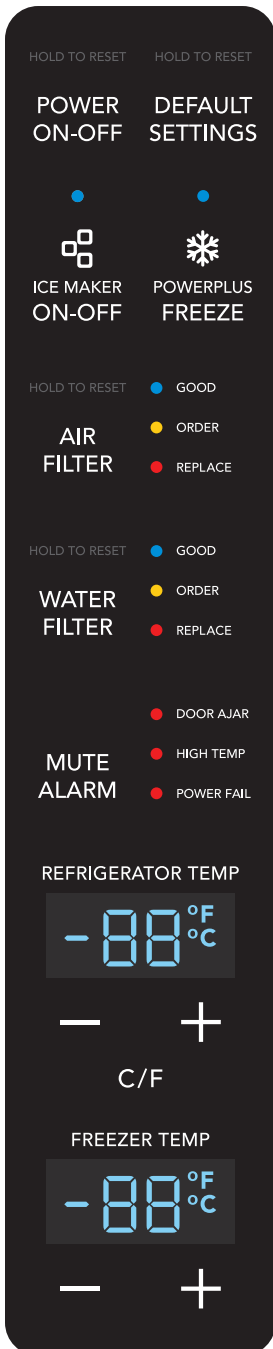 HOLD TO RESET
HOLD TO RESET
POWER
ON-OFF
DEFAULT
SETTINGS
ICE MAKER
ON-OFF
POWERPLUS
FREEZE
HOLD TO RESET
AIR
FILTER
GOOD
ORDER
REPLACE
HOLD TO RESET
WATER
FILTER
GOOD
ORDER
REPLACE
MUTE
ALARM
DOOR AJAR
HIGH TEMP
POWER FAIL
REFRIGERATOR TEMP
-88 °F
°C
− +
C/F
FREEZER TEMP
-88 °F
°C
− +